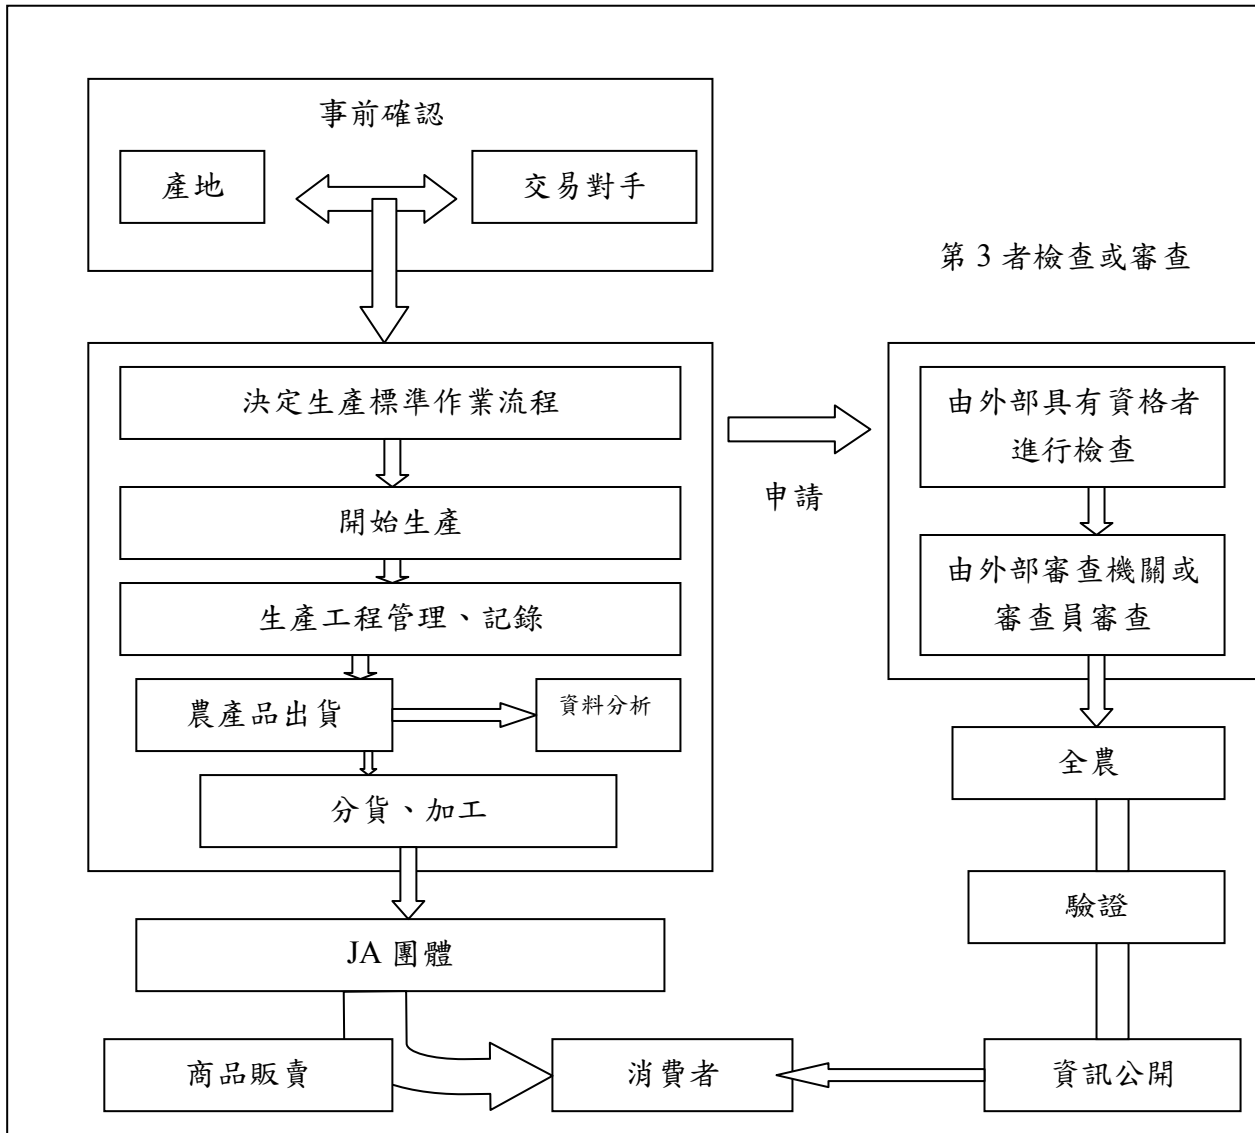 事前確認
產地
交易對手
第 3 者檢查或審查
決定生產標準作業流程
開始生產
生產工程管理、記錄
農產品出貨
資料分析
分貨、加工
申請
由外部具有資格者
進行檢查
由外部審查機關或
審查員審查
全農
驗證
JA 團體
商品販賣
消費者
資訊公開